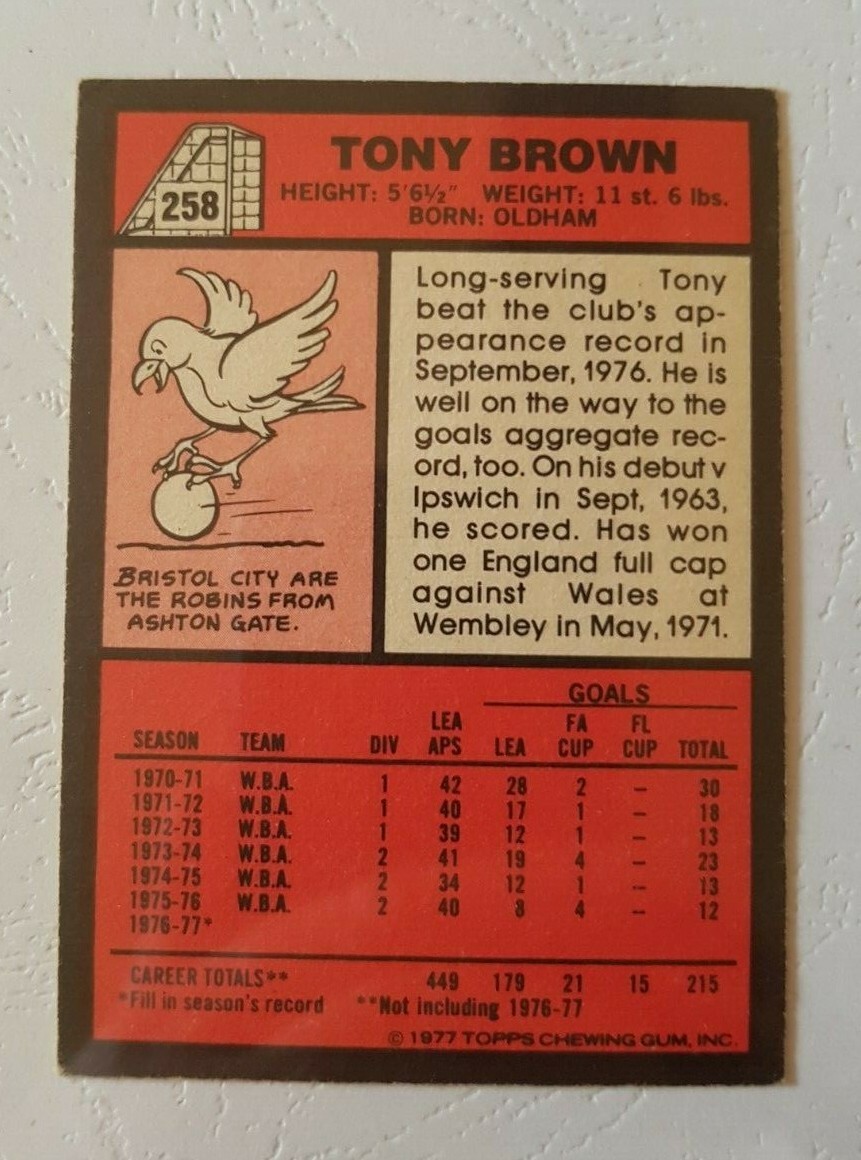 258
TONY BROWN
HEIGHT: 5'6½" WEIGHT: 11 st. 6 lbs.
BORN: OLDHAM
BRISTOL CITY ARE
THE ROBINS FROM
ASHTON GATE.
Long-serving Tony
beat the club's ap-
pearance record in
September, 1976. He is
well on the way to the
goals aggregate rec-
ord, too. On his debut v
Ipswich in Sept, 1963,
he scored. Has won
one England full cap
against Wales at
Wembley in May, 1971.
GOALS
SEASON TEAM DIV LEA APS LEA FA CUP FL CUP TOTAL
1970-71 W.B.A. 1 42 28 2 – 30
1971-72 W.B.A. 1 40 17 1 – 18
1972-73 W.B.A. 1 39 12 1 – 13
1973-74 W.B.A. 2 41 19 4 – 23
1974-75 W.B.A. 2 34 12 1 – 13
1975-76 W.B.A. 2 40 8 4 – 12
1976-77*
CAREER TOTALS** 449 179 21 15 215
*Fill in season's record **Not including 1976-77
© 1977 TOPPS CHEWING GUM, INC.